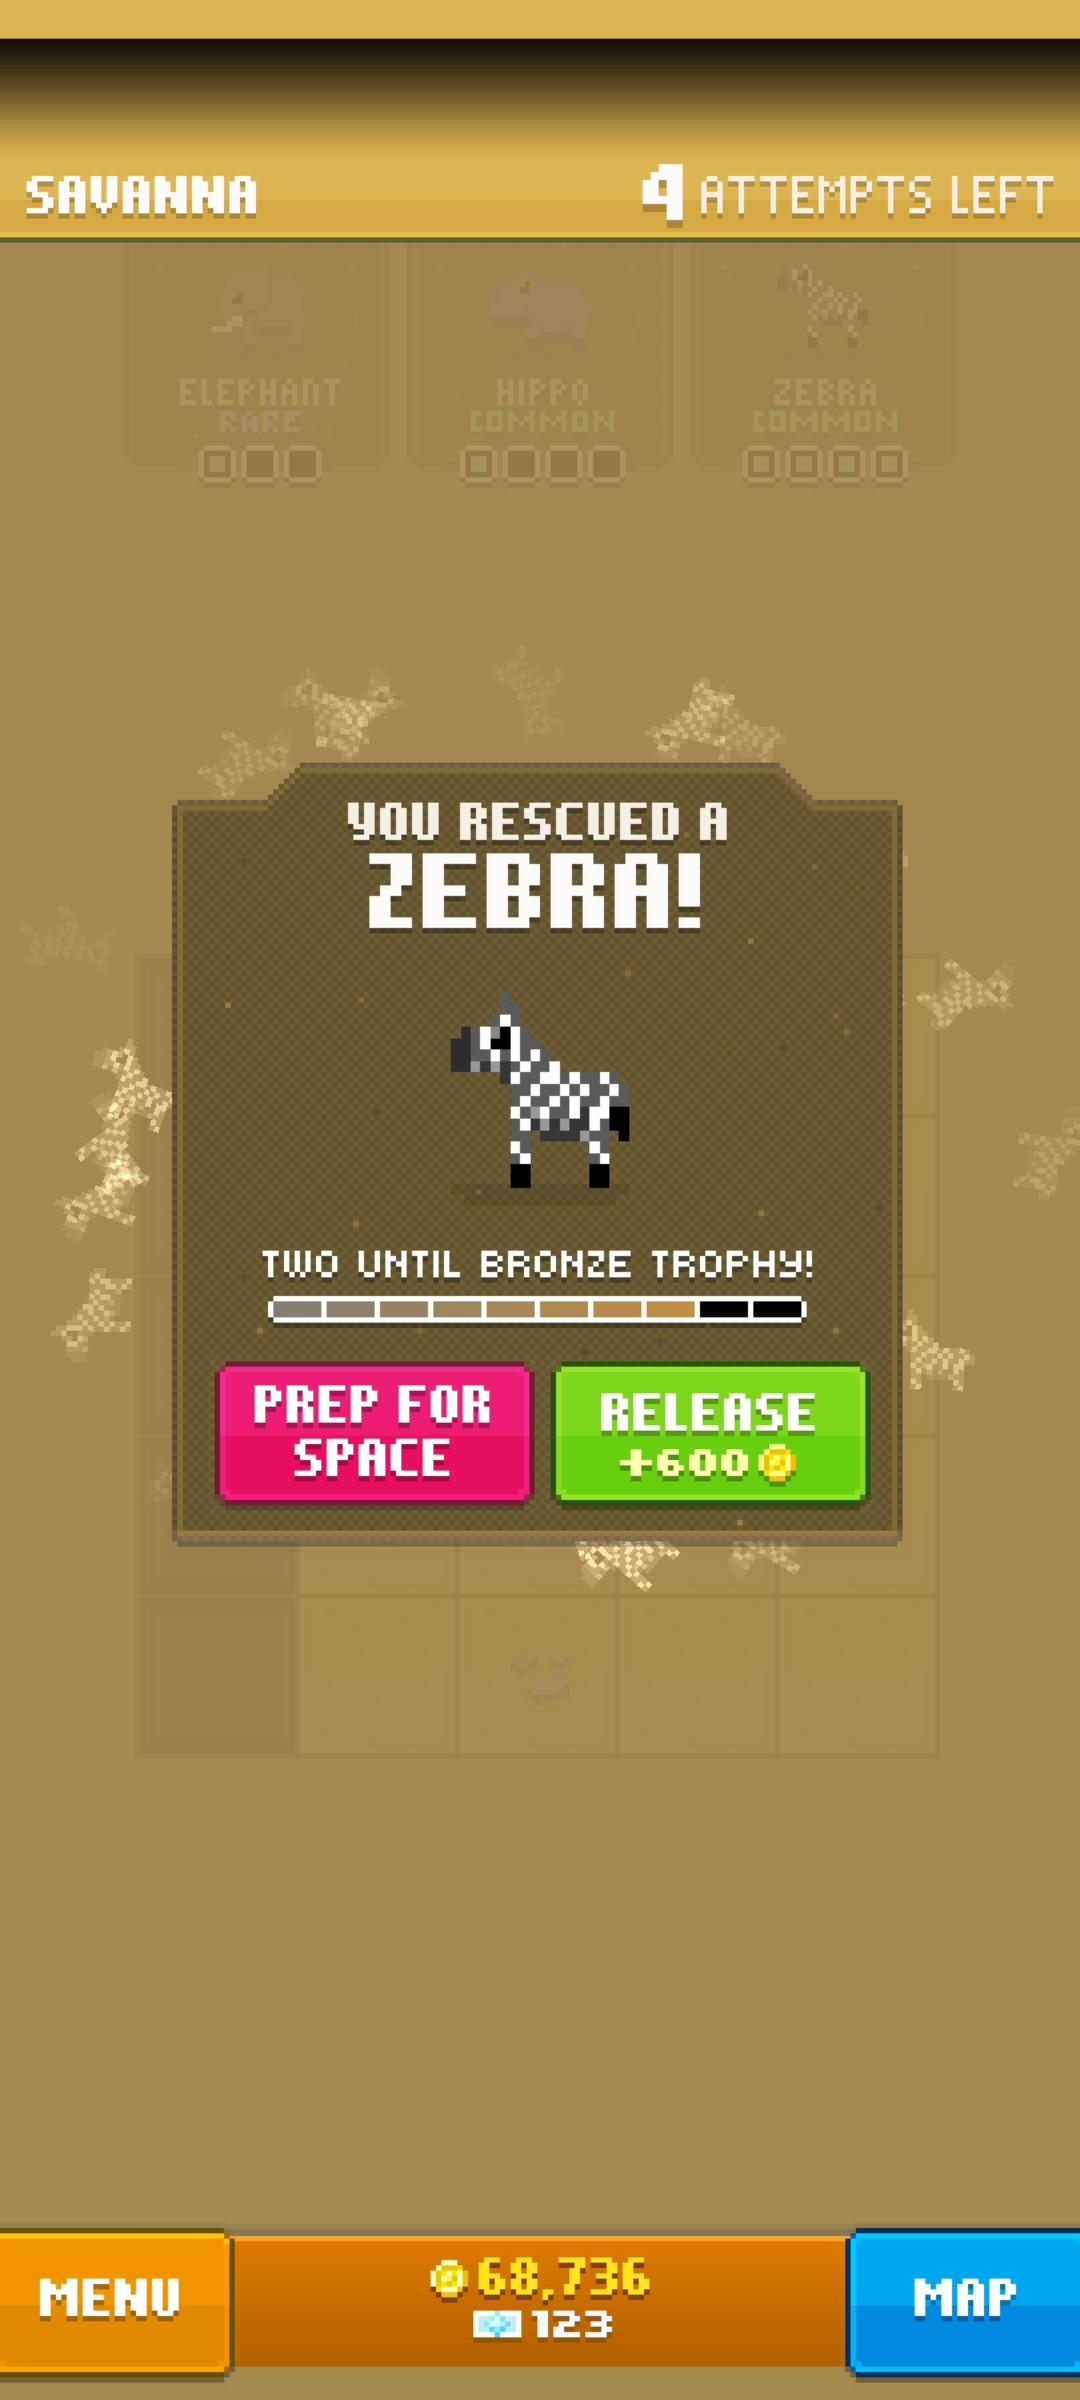 SAVANNA
4 ATTEMPTS LEFT
ELEPHANT
RARE
HIPPO
COMMON
ZEBRA
COMMON
YOU RESCUED A
ZEBRA!
TWO UNTIL BRONZE TROPHY!
PREP FOR
SPACE
RELEASE
+600
MENU
68,736
123
MAP